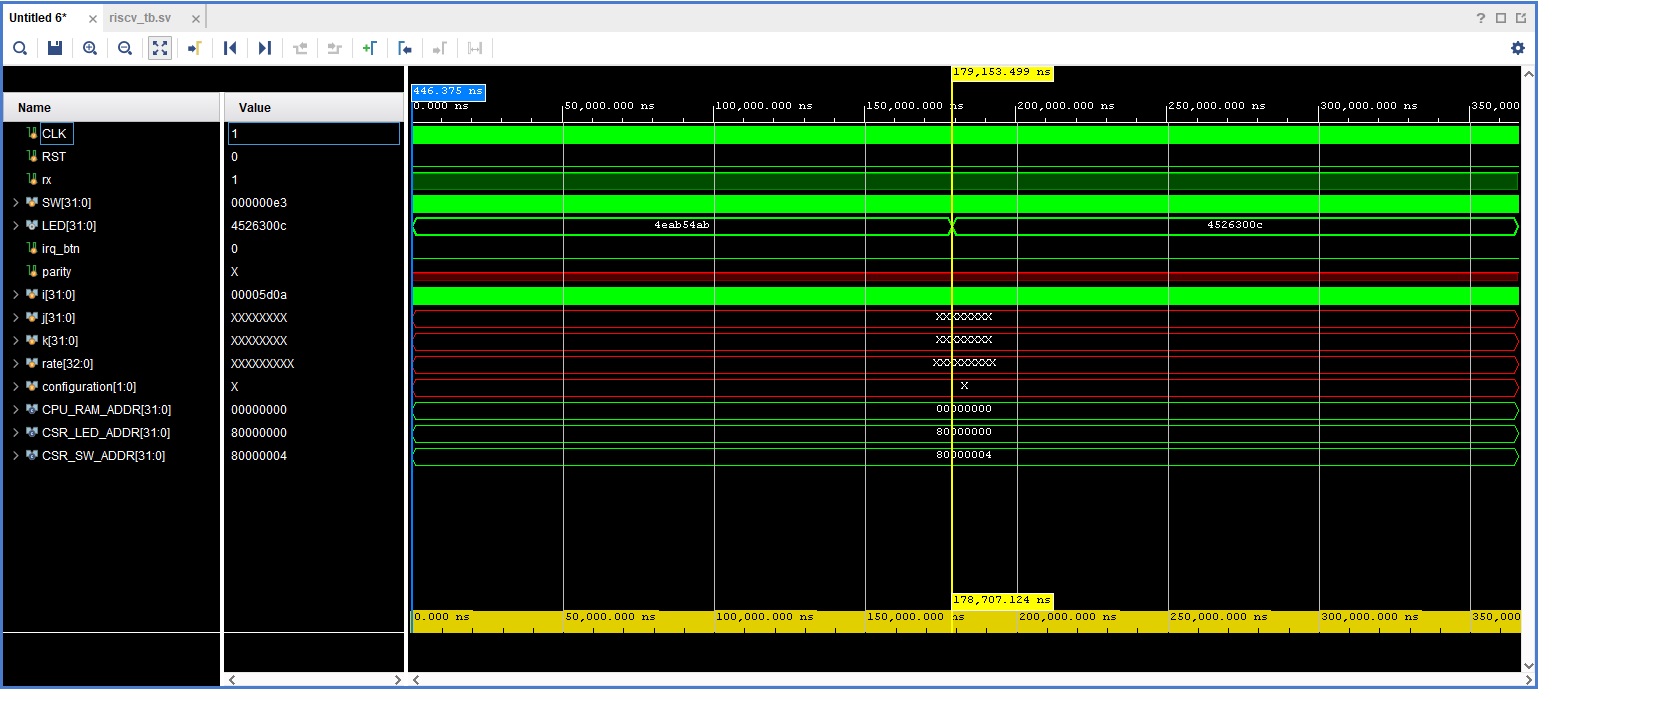 Untitled 6* × riscv_tb.sv × ?
179,153.499 ns
446.375 ns
Name Value
0.000 ns 50,000.000 ns 100,000.000 ns 150,000.000 ns 200,000.000 ns 250,000.000 ns 300,000.000 ns 350,000
CLK 1
RST 0
rx 1
SW[31:0] 000000e3
LED[31:0] 4526300c 4eab54ab 4526300c
irq_btn 0
parity X
i[31:0] 00005d0a
j[31:0] XXXXXXXX XXXXXXXX
k[31:0] XXXXXXXX XXXXXXXX
rate[32:0] XXXXXXXXX XXXXXXXXX
configuration[1:0] X X
CPU_RAM_ADDR[31:0] 00000000 00000000
CSR_LED_ADDR[31:0] 80000000 80000000
CSR_SW_ADDR[31:0] 80000004 80000004
178,707.124 ns
0.000 ns 50,000.000 ns 100,000.000 ns 150,000.000 ns 200,000.000 ns 250,000.000 ns 300,000.000 ns 350,000